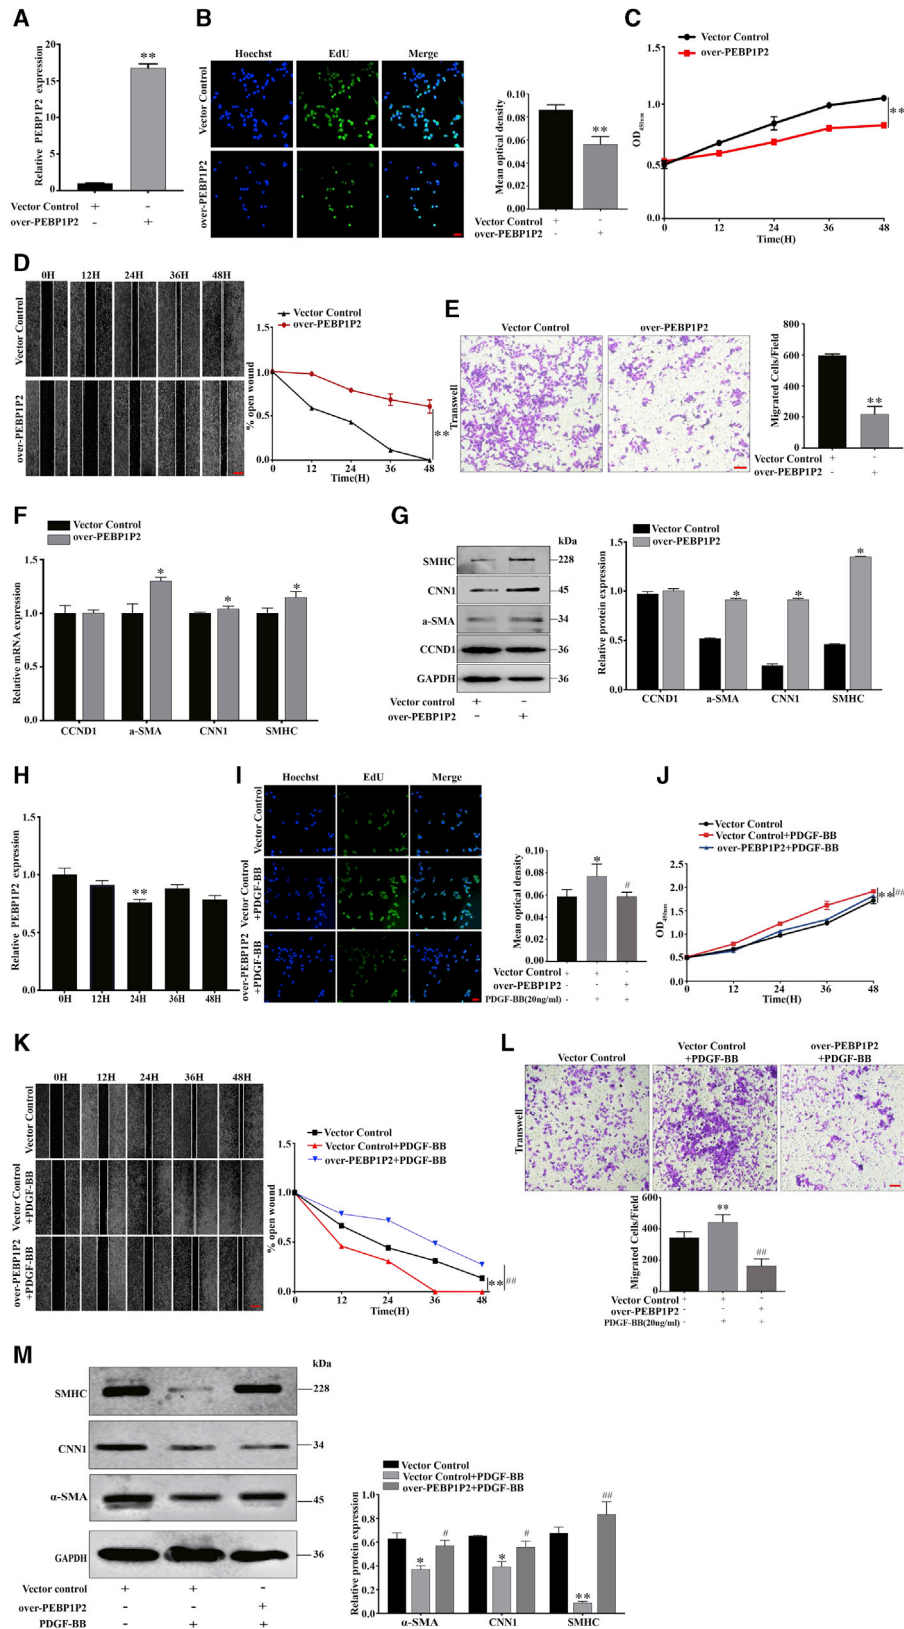 A
Relative PEBP1P2 expression
20
15
10
5
0
**
Vector Control + -
over-PEBP1P2 - +
B
Hoechst EdU Merge
Vector Control
over-PEBP1P2
Mean optical density
0.10
0.08
0.06
0.04
0.02
0.00
**
Vector Control + -
over-PEBP1P2 - +
C
Vector Control
over-PEBP1P2
OD450nm
1.5
1.0
0.5
0.0
**
0 12 24 36 48
Time(H)
D
0H 12H 24H 36H 48H
Vector Control
over-PEBP1P2
Vector Control
over-PEBP1P2
% open wound
1.5
1.0
0.5
0.0
**
0 12 24 36 48
Time(H)
E
Vector Control over-PEBP1P2
Transwell
Migrated Cells/Field
800
600
400
200
0
**
Vector Control + -
over-PEBP1P2 - +
F
Vector Control
over-PEBP1P2
Relative mRNA expression
1.5
1.0
0.5
0.0
* * *
CCND1 a-SMA CNN1 SMHC
G
kDa
SMHC 228
CNN1 45
a-SMA 34
CCND1 36
GAPDH 36
Vector control + -
over-PEBP1P2 - +
Vector Control
over-PEBP1P2
Relative protein expression
1.5
1.0
0.5
0.0
* * *
CCND1 a-SMA CNN1 SMHC
H
Relative PEBP1P2 expression
1.5
1.0
0.5
0.0
**
0H 12H 24H 36H 48H
I
Hoechst EdU Merge
Vector Control
Vector Control +PDGF-BB
over-PEBP1P2 +PDGF-BB
Mean optical density
0.10
0.08
0.06
0.04
0.02
0.00
* #
Vector Control + + -
over-PEBP1P2 - - +
PDGF-BB(20ng/ml) - + +
J
Vector Control
Vector Control+PDGF-BB
over-PEBP1P2+PDGF-BB
OD450nm
2.5
2.0
1.5
1.0
0.5
0.0
** ##
0 12 24 36 48
Time(H)
K
0H 12H 24H 36H 48H
Vector Control
Vector Control +PDGF-BB
over-PEBP1P2 +PDGF-BB
Vector Control
Vector Control+PDGF-BB
over-PEBP1P2+PDGF-BB
% open wound
1.5
1.0
0.5
0.0
** ##
0 12 24 36 48
Time(H)
L
Vector Control
Vector Control
+PDGF-BB
over-PEBP1P2
+PDGF-BB
Transwell
Migrated Cells/Field
600
400
200
0
** ##
Vector Control + + -
over-PEBP1P2 - - +
PDGF-BB(20ng/ml) - + +
M
kDa
SMHC 228
CNN1 34
α-SMA 45
GAPDH 36
Vector control + + -
over-PEBP1P2 - - +
PDGF-BB - + +
Vector Control
Vector Control+PDGF-BB
over-PEBP1P2+PDGF-BB
Relative protein expression
1.0
0.8
0.6
0.4
0.2
0.0
* # * # ** ##
α-SMA CNN1 SMHC